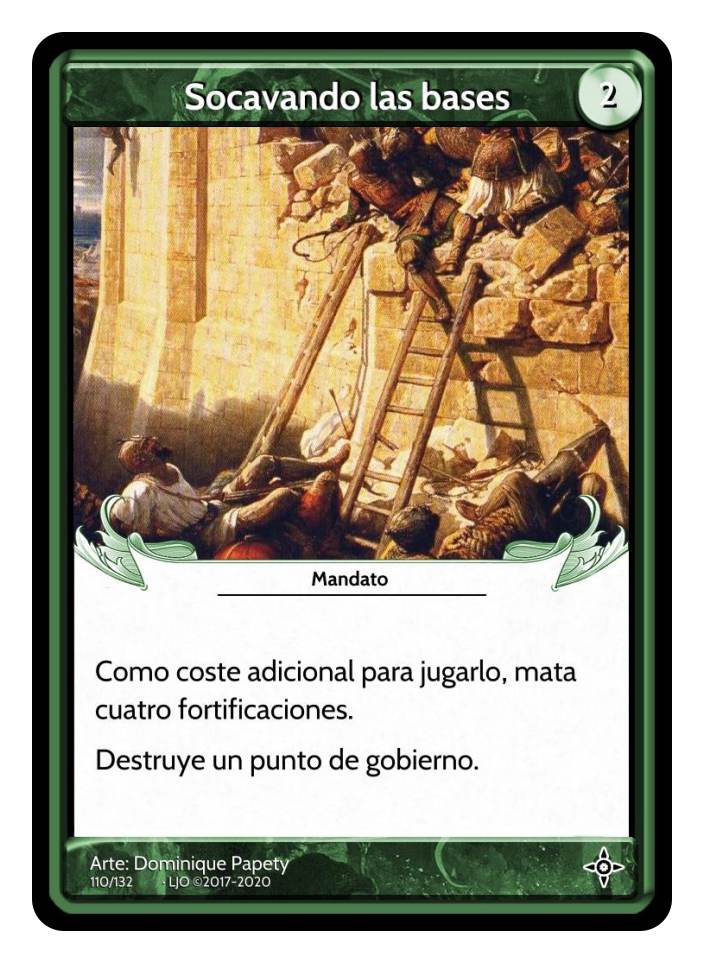 Socavando las bases
2
Mandato
Como coste adicional para jugarlo, mata
cuatro fortificaciones.
Destruye un punto de gobierno.
Arte: Dominique Papety
110/132 · LJO ©2017-2020